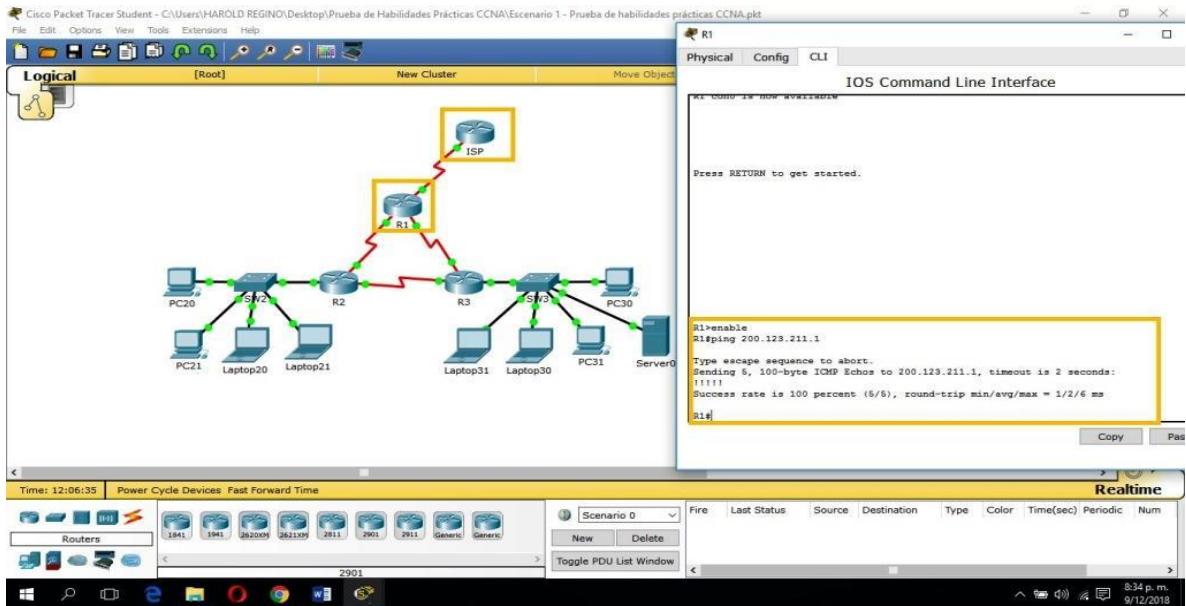 Cisco Packet Tracer Student - C:\Users\HAROLD REGINO\Desktop\Prueba de Habilidades Prácticas CCNA\Escenario 1 - Prueba de habilidades prácticas CCNA.pkt
File Edit Options View Tools Extensions Help
Logical [Root] New Cluster Move Object
ISP
R1
PC20 SW2 R2 R3 SW3 PC30
PC21 Laptop20 Laptop21 Laptop31 Laptop30 PC31 Server0
R1
Physical Config CLI
IOS Command Line Interface
R1 con0 is now available
Press RETURN to get started.
R1>enable
R1#ping 200.123.211.1
Type escape sequence to abort.
Sending 5, 100-byte ICMP Echos to 200.123.211.1, timeout is 2 seconds:
!!!!!
Success rate is 100 percent (5/5), round-trip min/avg/max = 1/2/6 ms
R1#
Copy Pas
Time: 12:06:35 Power Cycle Devices Fast Forward Time Realtime
Routers
1841 1941 2620XM 2621XM 2811 2901 2911 Generic Generic
2901
Scenario 0
New Delete
Toggle PDU List Window
Fire Last Status Source Destination Type Color Time(sec) Periodic Num
8:34 p. m.
9/12/2018